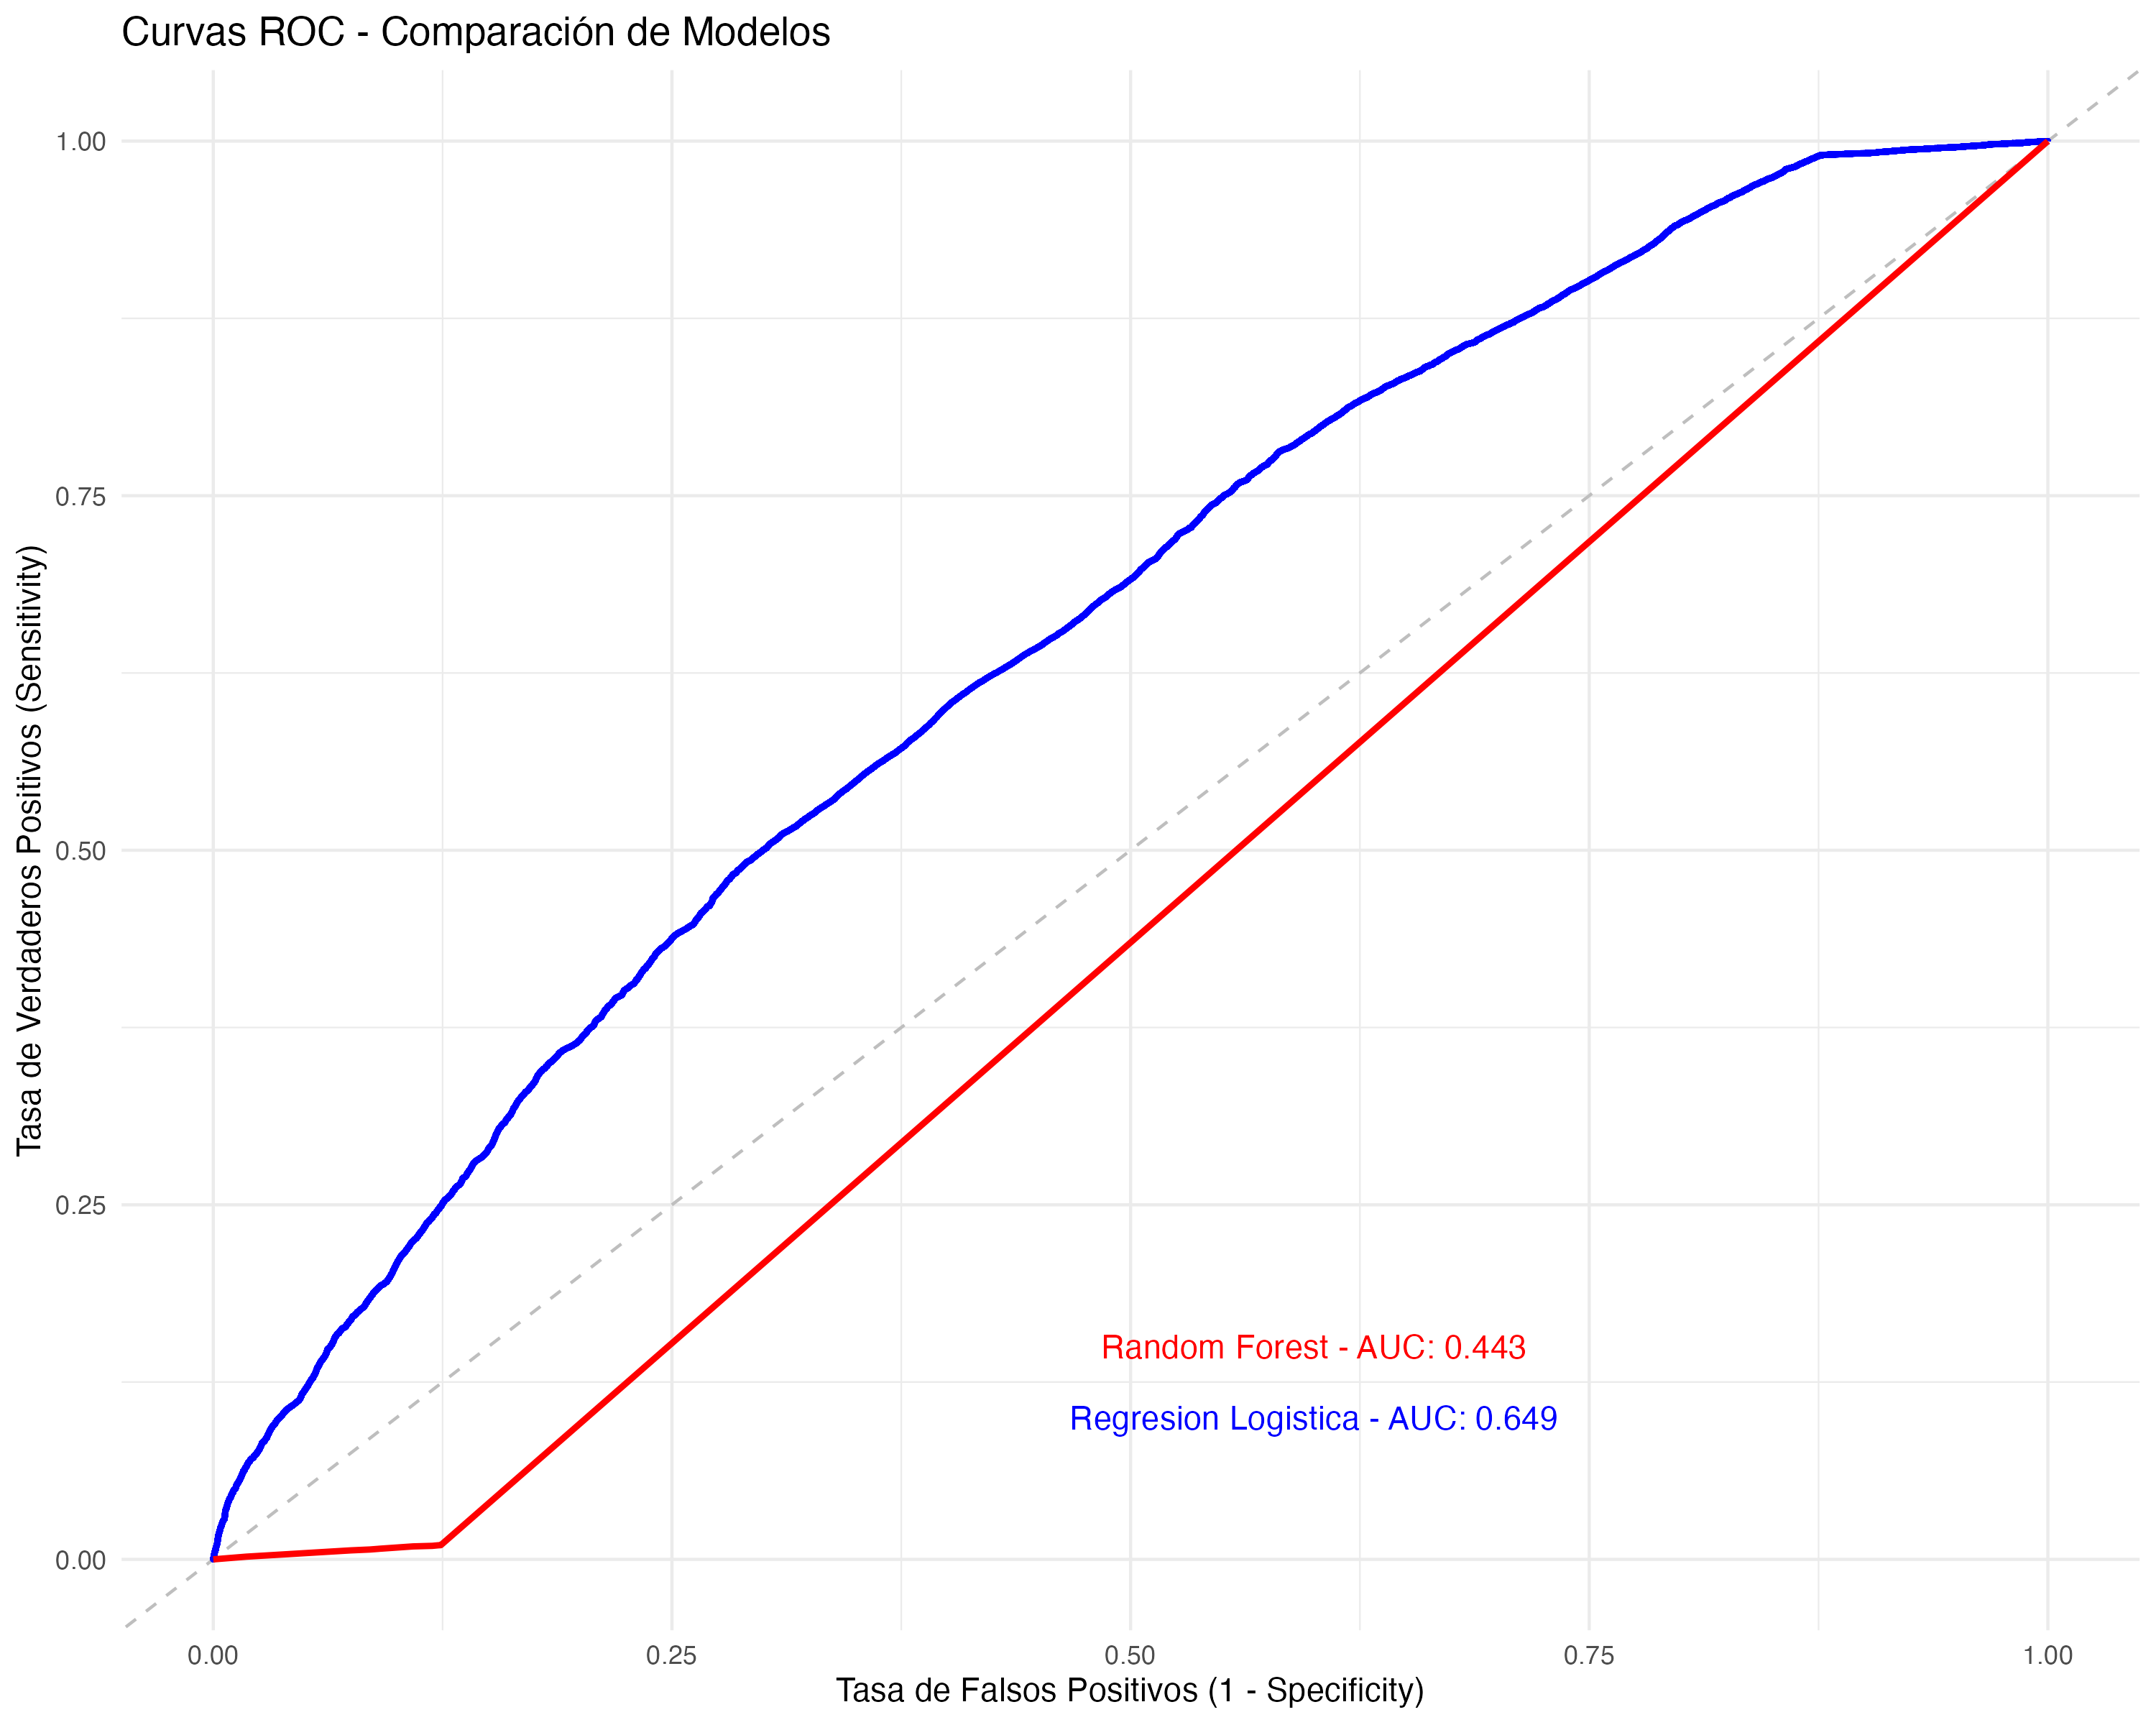 Curvas ROC - Comparación de Modelos
Tasa de Verdaderos Positivos (Sensitivity)
1.00
0.75
0.50
0.25
0.00
Random Forest - AUC: 0.443
Regresion Logistica - AUC: 0.649
0.00 0.25 0.50 0.75 1.00
Tasa de Falsos Positivos (1 - Specificity)